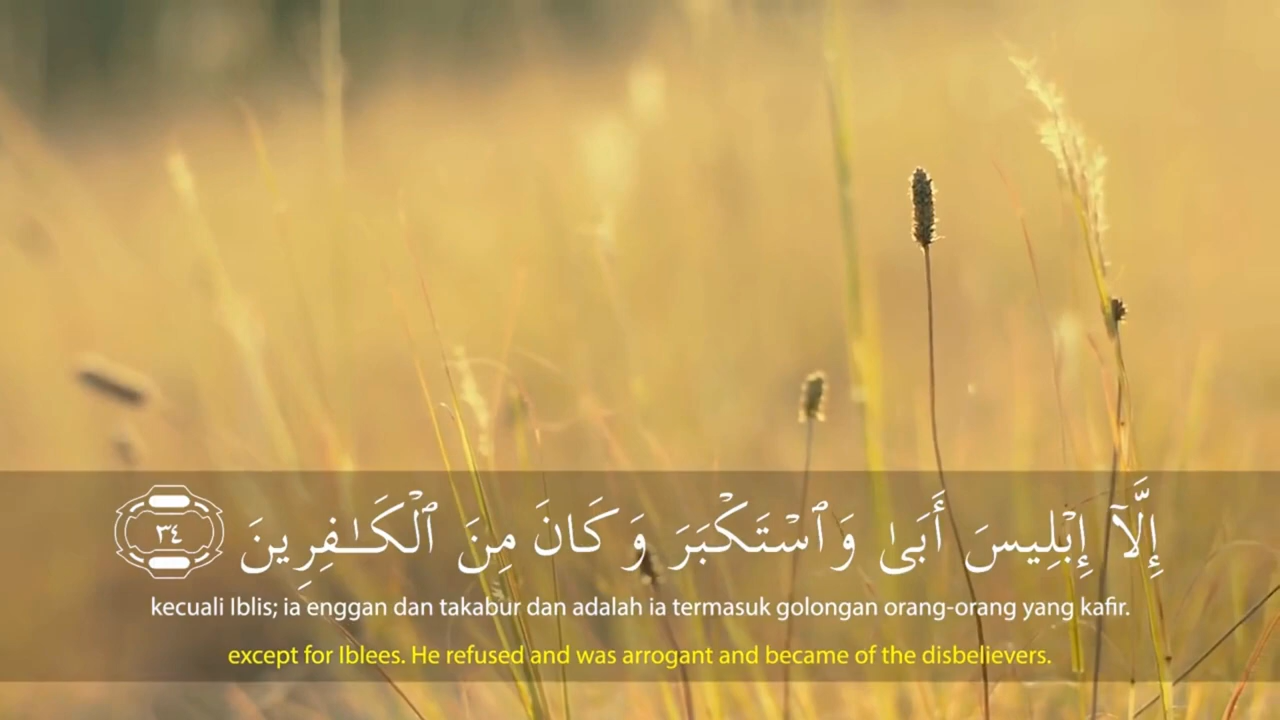 إِلَّآ إِبْلِيسَ أَبَىٰ وَٱسْتَكْبَرَ وَكَانَ مِنَ ٱلْكَـٰفِرِينَ ٣٤
kecuali Iblis; ia enggan dan takabur dan adalah ia termasuk golongan orang-orang yang kafir.
except for Iblees. He refused and was arrogant and became of the disbelievers.